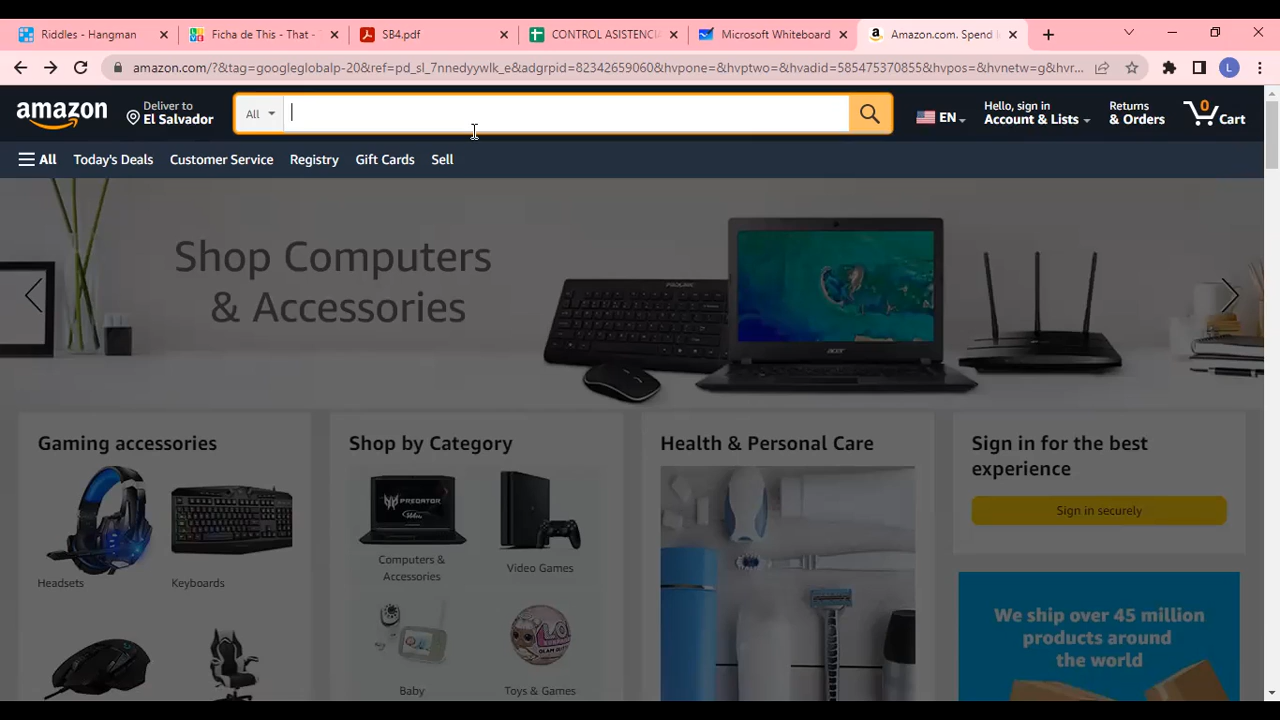 Riddles - Hangman
Ficha de This - That -
SB4.pdf
CONTROL ASISTENCI
Microsoft Whiteboard
Amazon.com. Spend l
amazon.com/?&tag=googleglobalp-20&ref=pd_sl_7nnedyywlk_e&adgrpid=82342659060&hvpone=&hvptwo=&hvadid=585475370855&hvpos=&hvnetw=g&hvr...
L
amazon
Deliver to
El Salvador
All
EN
Hello, sign in
Account & Lists
Returns
& Orders
0
Cart
All
Today's Deals
Customer Service
Registry
Gift Cards
Sell
Shop Computers
& Accessories
PROLINK
acer
Gaming accessories
Headsets
Keyboards
Shop by Category
PREDATOR
Computers &
Accessories
Video Games
Baby
Toys & Games
Health & Personal Care
Sign in for the best
experience
Sign in securely
We ship over 45 million
products around
the world